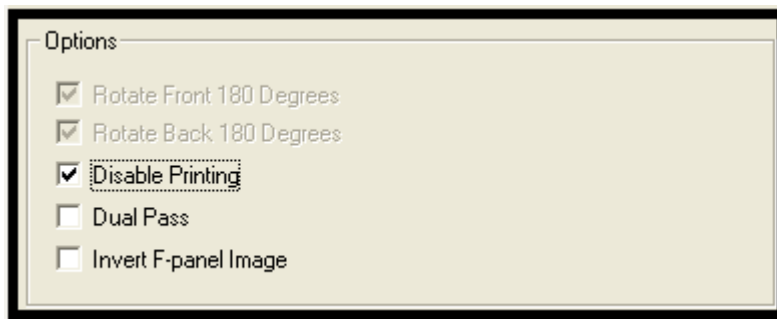 Options
Rotate Front 180 Degrees
Rotate Back 180 Degrees
Disable Printing
Dual Pass
Invert F-panel Image